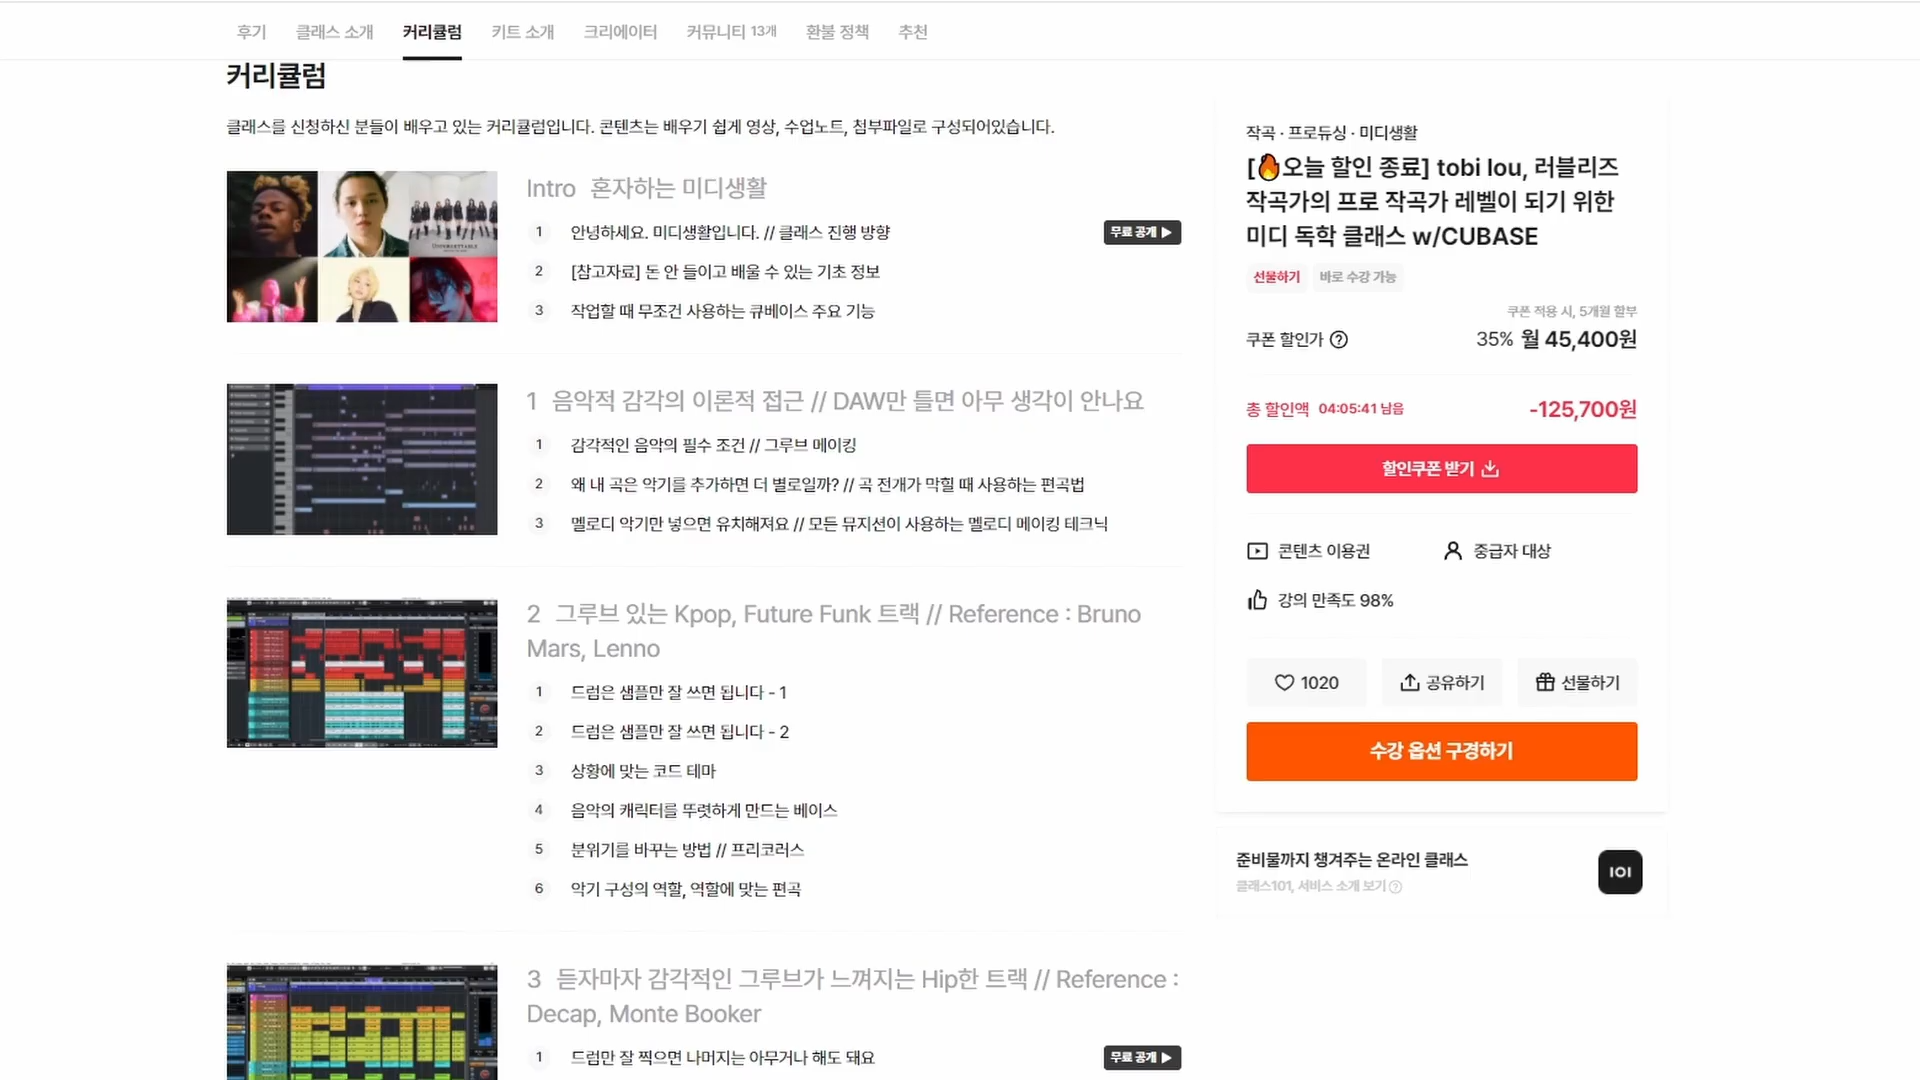 후기 클래스 소개 커리큘럼 키트 소개 크리에이터 커뮤니티 13개 환불 정책 추천
커리큘럼
클래스를 신청하신 분들이 배우고 있는 커리큘럼입니다. 콘텐츠는 배우기 쉽게 영상, 수업노트, 첨부파일로 구성되어있습니다.
Intro 혼자하는 미디생활
1 안녕하세요. 미디생활입니다. // 클래스 진행 방향
무료 공개
2 [참고자료] 돈 안 들이고 배울 수 있는 기초 정보
3 작업할 때 무조건 사용하는 큐베이스 주요 기능
1 음악적 감각의 이론적 접근 // DAW만 틀면 아무 생각이 안나요
1 감각적인 음악의 필수 조건 // 그루브 메이킹
2 왜 내 곡은 악기를 추가하면 더 별로일까? // 곡 전개가 막힐 때 사용하는 편곡법
3 멜로디 악기만 넣으면 유치해져요 // 모든 뮤지션이 사용하는 멜로디 메이킹 테크닉
2 그루브 있는 Kpop, Future Funk 트랙 // Reference : Bruno
Mars, Lenno
1 드럼은 샘플만 잘 쓰면 됩니다 - 1
2 드럼은 샘플만 잘 쓰면 됩니다 - 2
3 상황에 맞는 코드 테마
4 음악의 캐릭터를 뚜렷하게 만드는 베이스
5 분위기를 바꾸는 방법 // 프리코러스
6 악기 구성의 역할, 역할에 맞는 편곡
3 듣자마자 감각적인 그루브가 느껴지는 Hip한 트랙 // Reference :
Decap, Monte Booker
1 드럼만 잘 찍으면 나머지는 아무거나 해도 돼요
무료 공개
작곡 · 프로듀싱 · 미디생활
[🔥오늘 할인 종료] tobi lou, 러블리즈
작곡가의 프로 작곡가 레벨이 되기 위한
미디 독학 클래스 w/CUBASE
선물하기 바로 수강 가능
쿠폰 적용 시, 5개월 할부
쿠폰 할인가 35% 월 45,400원
총 할인액 04:05:41 남음 -125,700원
할인쿠폰 받기
콘텐츠 이용권 중급자 대상
강의 만족도 98%
1020 공유하기 선물하기
수강 옵션 구경하기
준비물까지 챙겨주는 온라인 클래스
클래스101, 서비스 소개 보기
101